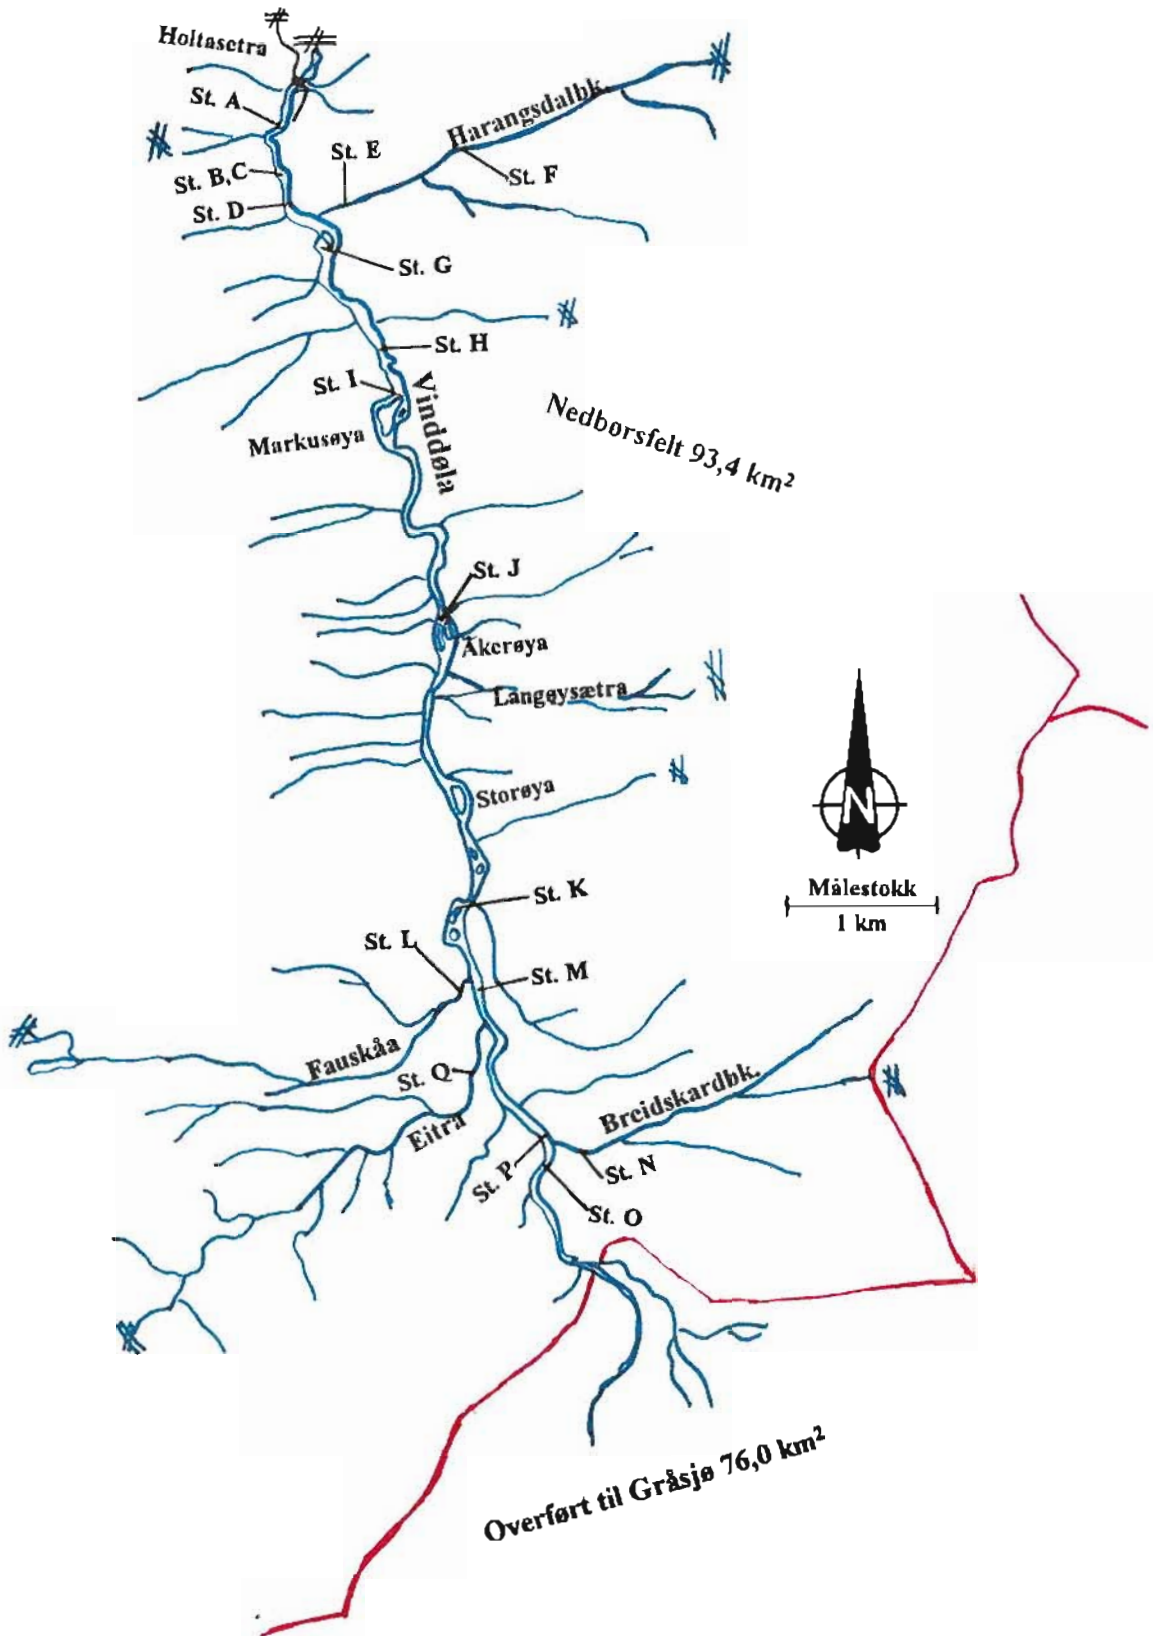 Holtasetra
St. A
Harangsdalbk.
St. E
St. B,C
St. F
St. D
St. G
St. H
St. I
Vinddøla
Markusøya
Nedbørsfelt 93,4 km²
St. J
Åkerøya
Langøysætra
Storøya
N
Målestokk
1 km
St. K
St. L
St. M
Fauskåa
St. Q
Breidskardbk.
Eitra
St. P
St. N
St. O
Overført til Gråsjø 76,0 km²